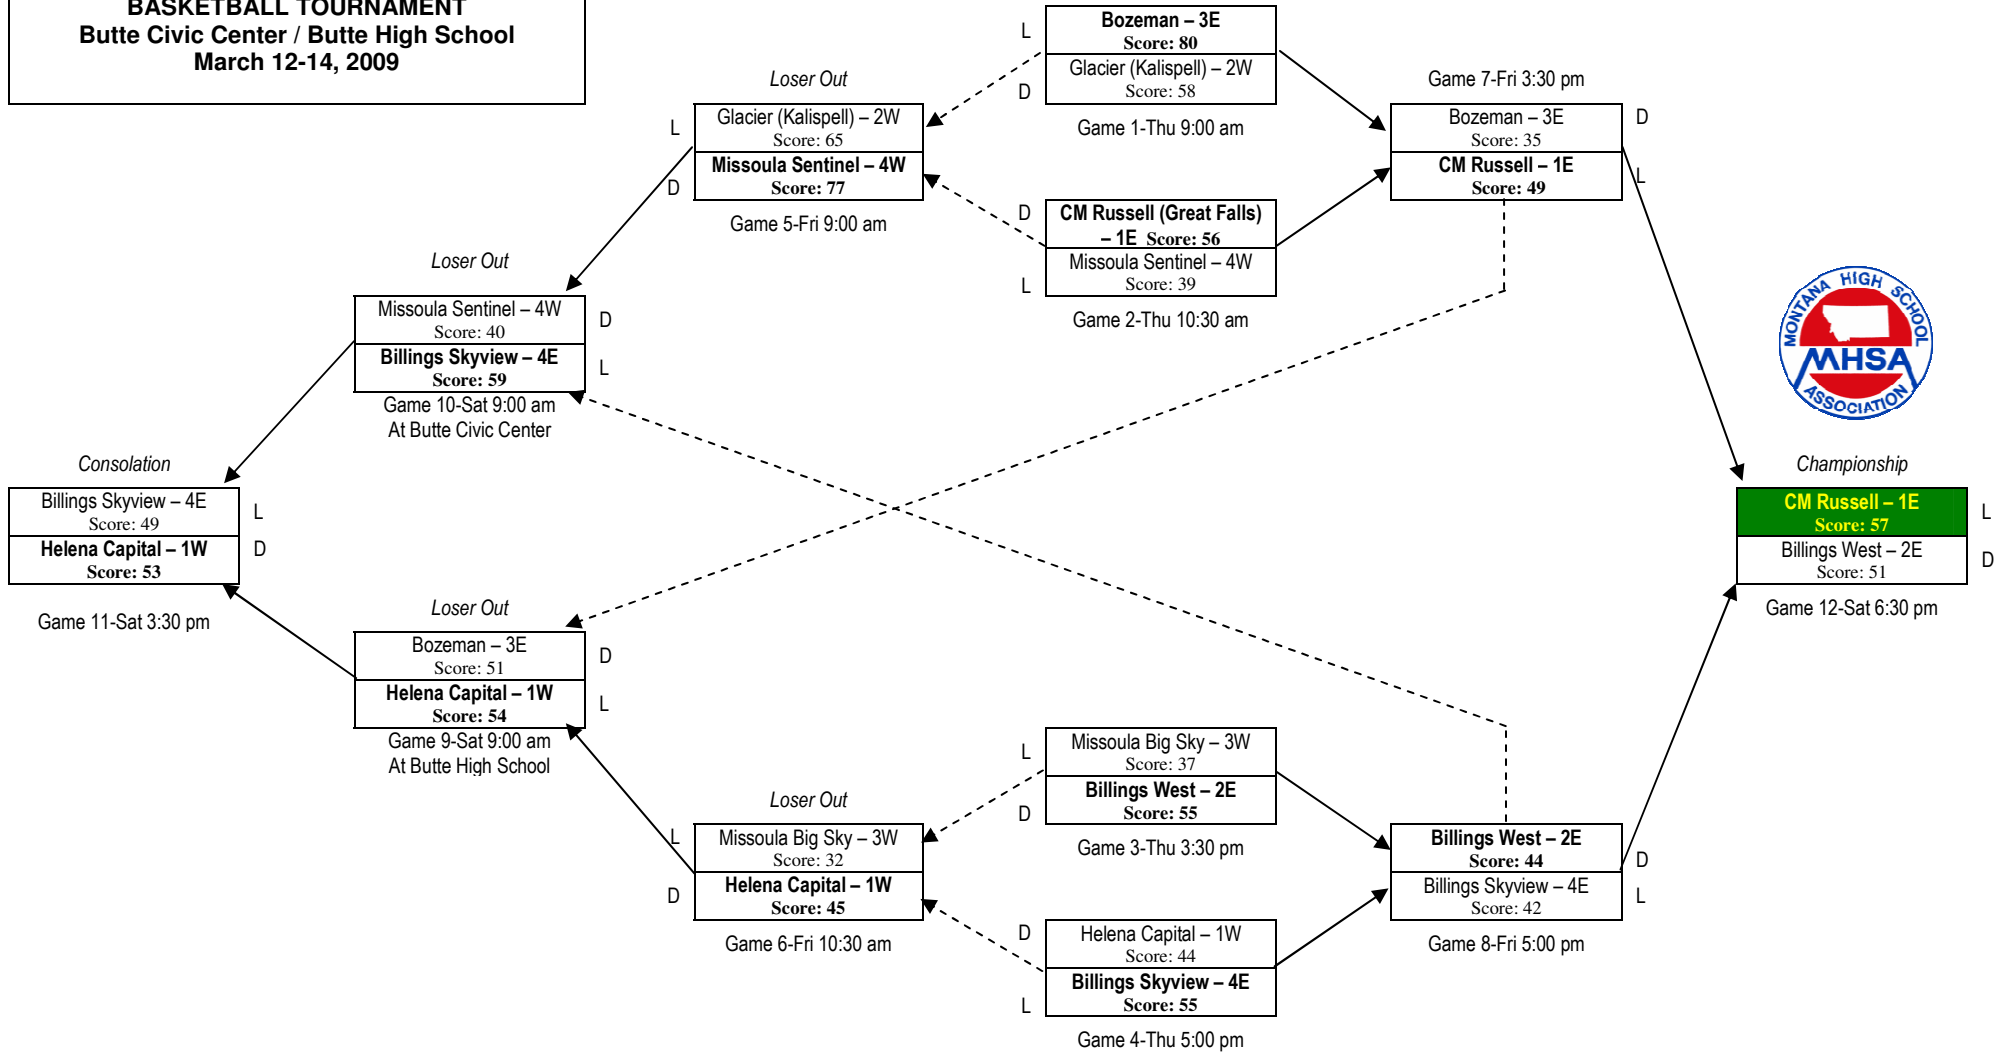 BASKETBALL TOURNAMENT
Butte Civic Center / Butte High School
March 12-14, 2009
L
Bozeman – 3E
Score: 80
Glacier (Kalispell) – 2W
Score: 58
D
Game 1-Thu 9:00 am
Loser Out
L
Glacier (Kalispell) – 2W
Score: 65
Missoula Sentinel – 4W
Score: 77
D
Game 5-Fri 9:00 am
Game 7-Fri 3:30 pm
Bozeman – 3E
Score: 35
D
CM Russell – 1E
Score: 49
L
D
CM Russell (Great Falls)
– 1E Score: 56
Missoula Sentinel – 4W
Score: 39
L
Game 2-Thu 10:30 am
Loser Out
Missoula Sentinel – 4W
Score: 40
D
Billings Skyview – 4E
Score: 59
L
Game 10-Sat 9:00 am
At Butte Civic Center
MONTANA HIGH SCHOOL
MHSA
ASSOCIATION
Consolation
Billings Skyview – 4E
Score: 49
L
Helena Capital – 1W
Score: 53
D
Game 11-Sat 3:30 pm
Championship
CM Russell – 1E
Score: 57
L
Billings West – 2E
Score: 51
D
Game 12-Sat 6:30 pm
Loser Out
Bozeman – 3E
Score: 51
D
Helena Capital – 1W
Score: 54
L
Game 9-Sat 9:00 am
At Butte High School
L
Missoula Big Sky – 3W
Score: 37
Billings West – 2E
Score: 55
D
Game 3-Thu 3:30 pm
Loser Out
L
Missoula Big Sky – 3W
Score: 32
Helena Capital – 1W
Score: 45
D
Game 6-Fri 10:30 am
Billings West – 2E
Score: 44
D
Billings Skyview – 4E
Score: 42
L
Game 8-Fri 5:00 pm
D
Helena Capital – 1W
Score: 44
Billings Skyview – 4E
Score: 55
L
Game 4-Thu 5:00 pm